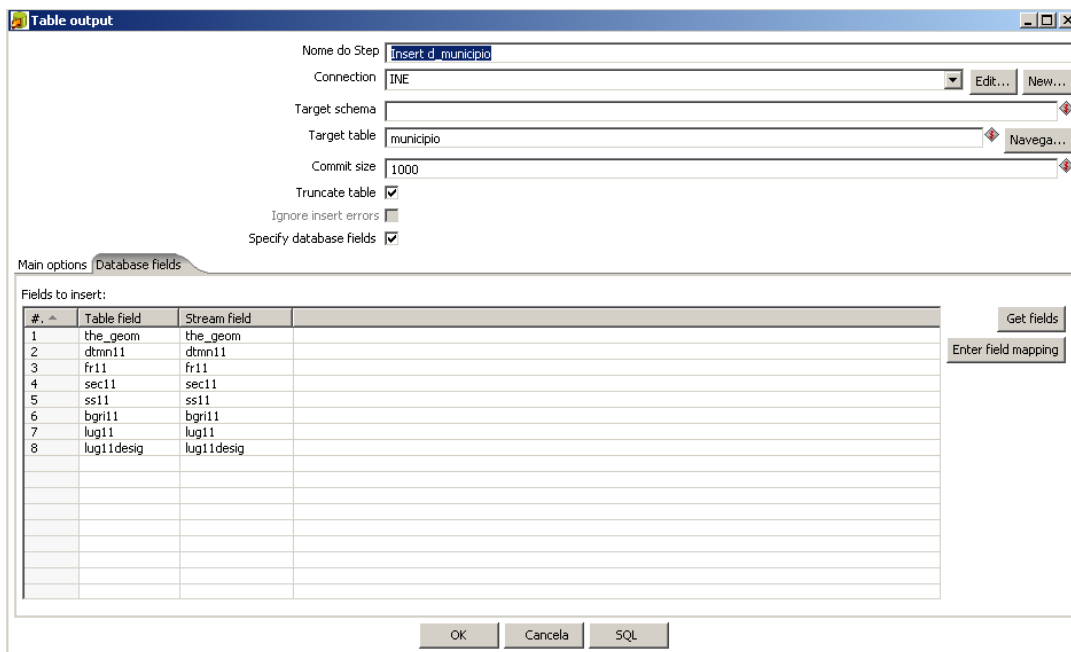 Table output
Nome do Step Insert d_municipio
Connection INE Edit... New...
Target schema
Target table municipio Navega...
Commit size 1000
Truncate table
Ignore insert errors
Specify database fields
Main options Database fields
Fields to insert:
#. Table field Stream field Get fields
1 the_geom the_geom
2 dtmn11 dtmn11 Enter field mapping
3 fr11 fr11
4 sec11 sec11
5 ss11 ss11
6 bgri11 bgri11
7 lug11 lug11
8 lug11desig lug11desig
OK Cancela SQL